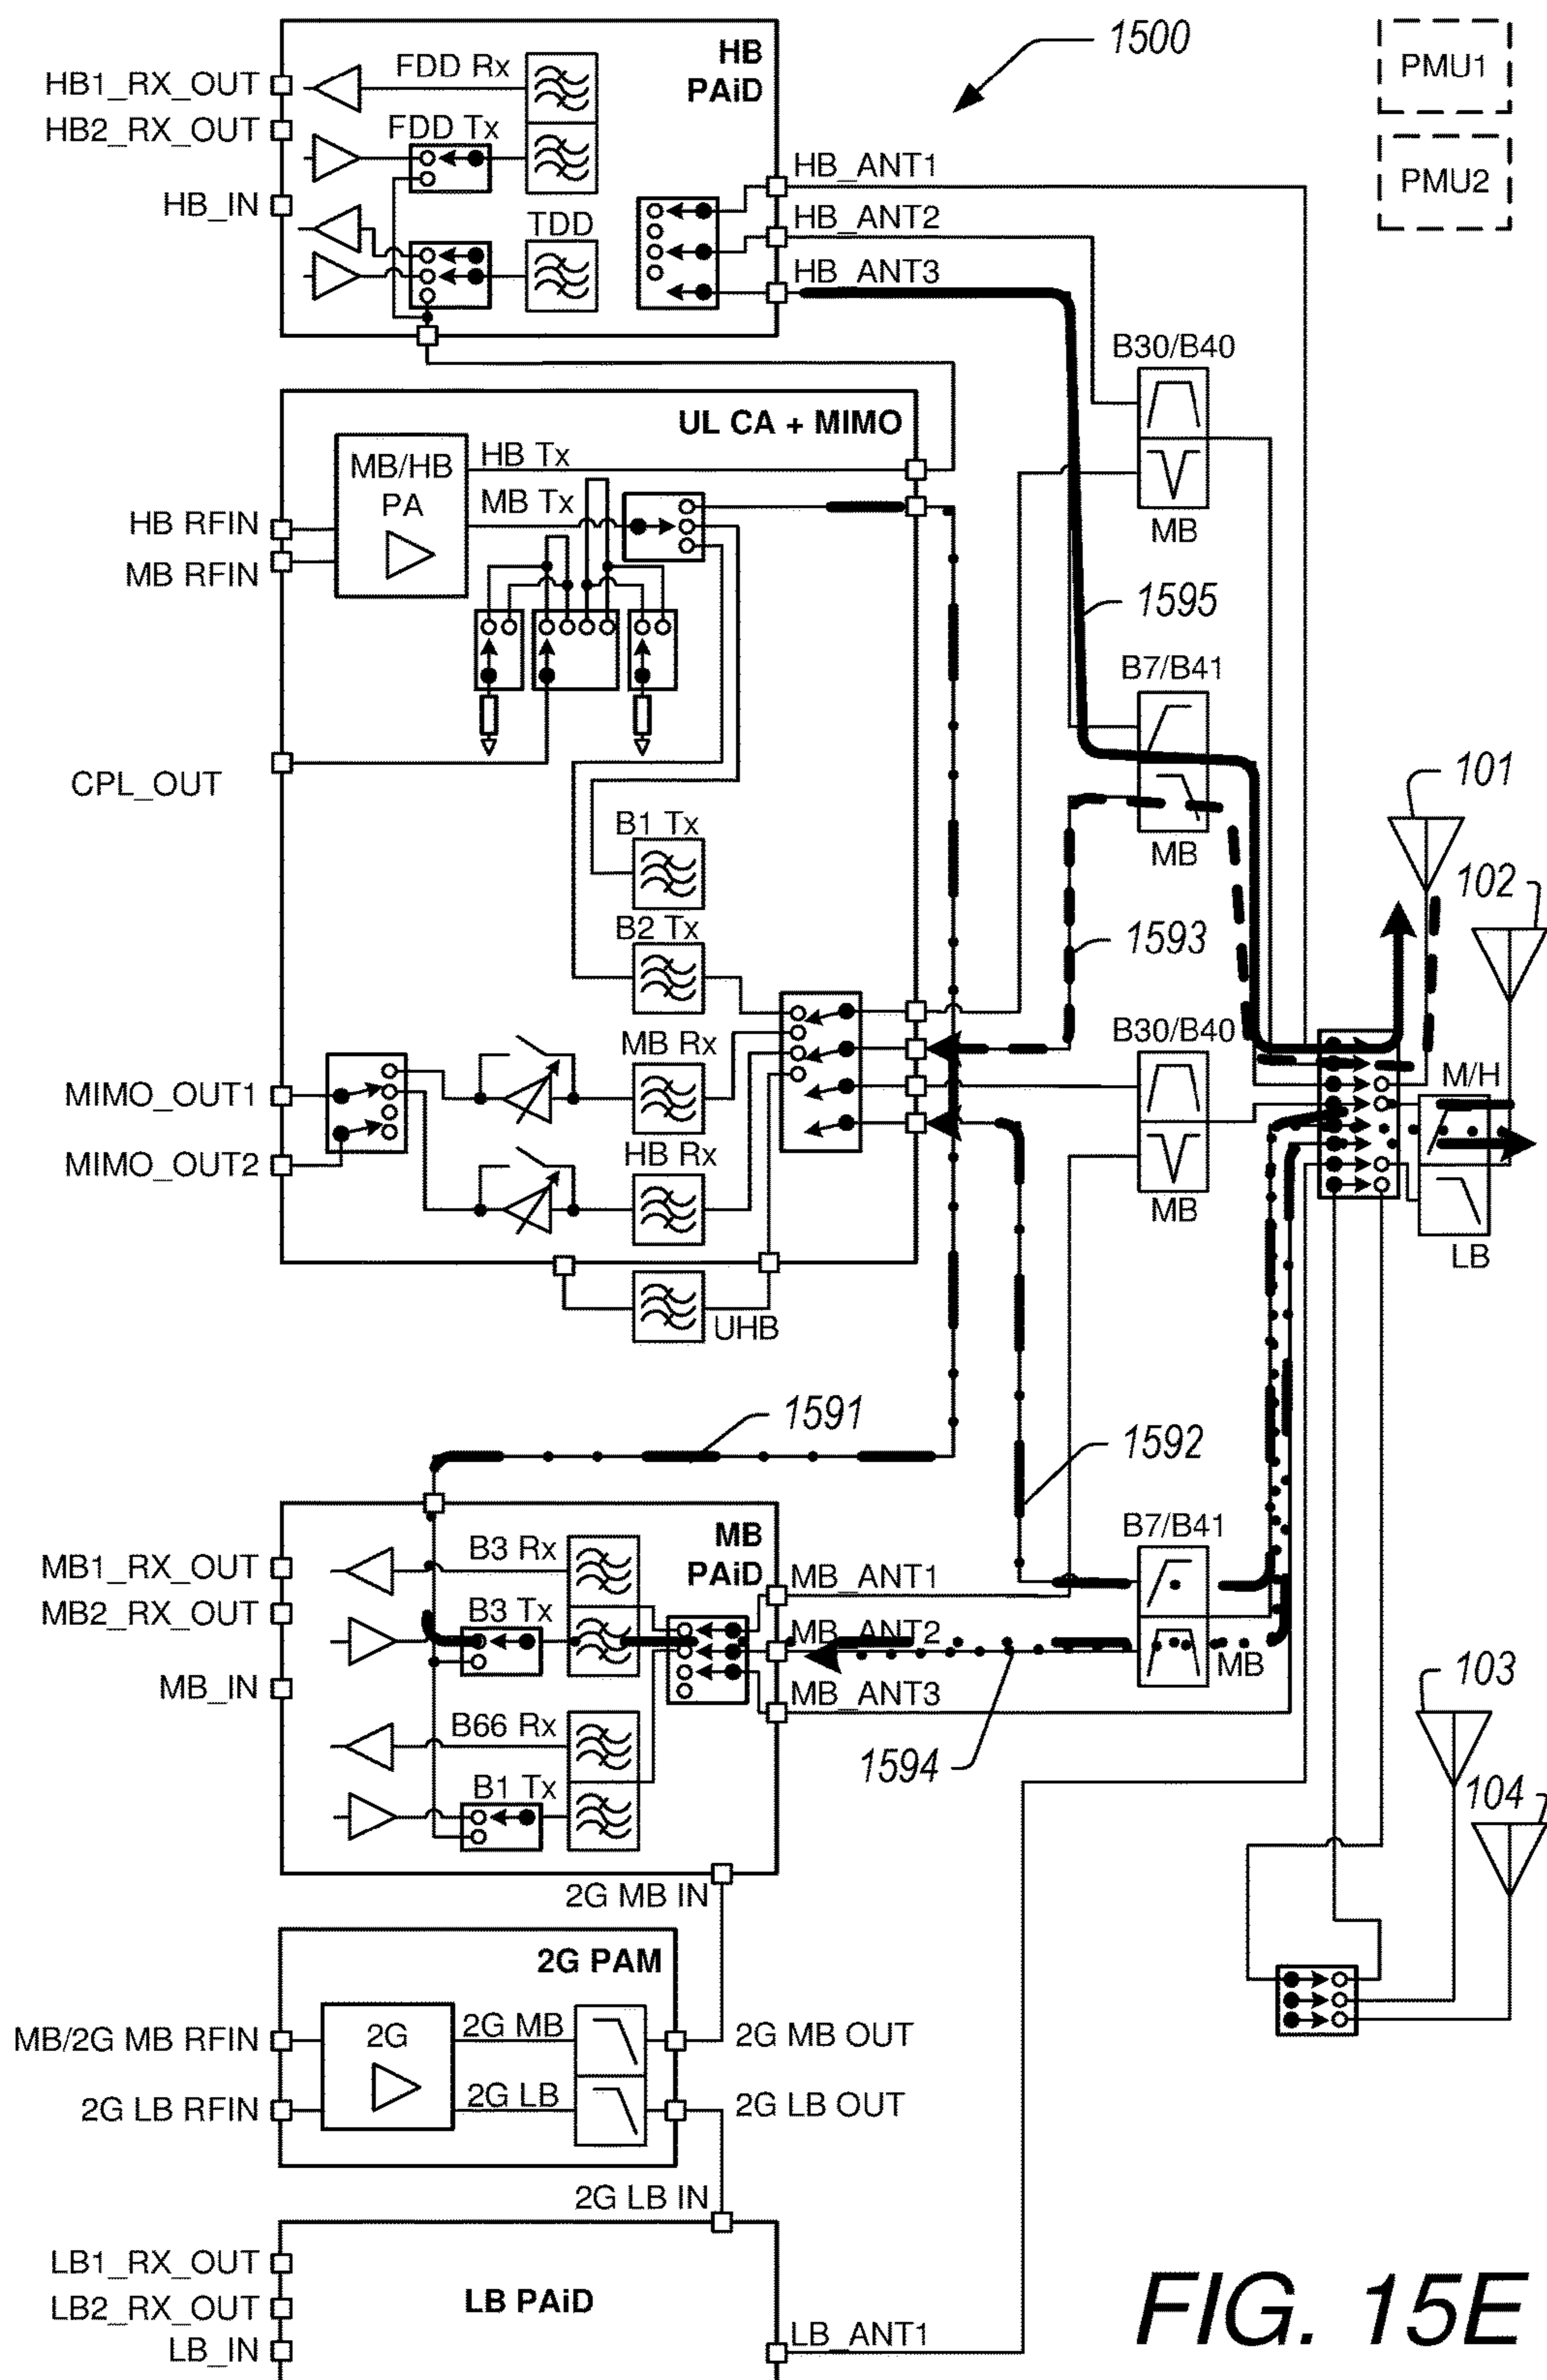 1500
PMU1
PMU2
HB
PAiD
HB1_RX_OUT
HB2_RX_OUT
HB_IN
FDD Rx
FDD Tx
TDD
HB_ANT1
HB_ANT2
HB_ANT3
B30/B40
MB
UL CA + MIMO
MB/HB
PA
HB Tx
MB Tx
HB RFIN
MB RFIN
1595
B7/B41
MB
CPL_OUT
101
102
B1 Tx
B2 Tx
1593
B30/B40
MB
MB Rx
HB Rx
M/H
LB
MIMO_OUT1
MIMO_OUT2
UHB
1591
1592
MB
PAiD
MB1_RX_OUT
MB2_RX_OUT
MB_IN
B3 Rx
B3 Tx
B66 Rx
B1 Tx
B7/B41
MB
MB_ANT1
MB_ANT2
MB_ANT3
1594
103
104
2G MB IN
2G PAM
MB/2G MB RFIN
2G LB RFIN
2G
2G MB
2G LB
2G MB OUT
2G LB OUT
2G LB IN
LB1_RX_OUT
LB2_RX_OUT
LB_IN
LB PAiD
LB_ANT1
FIG. 15E